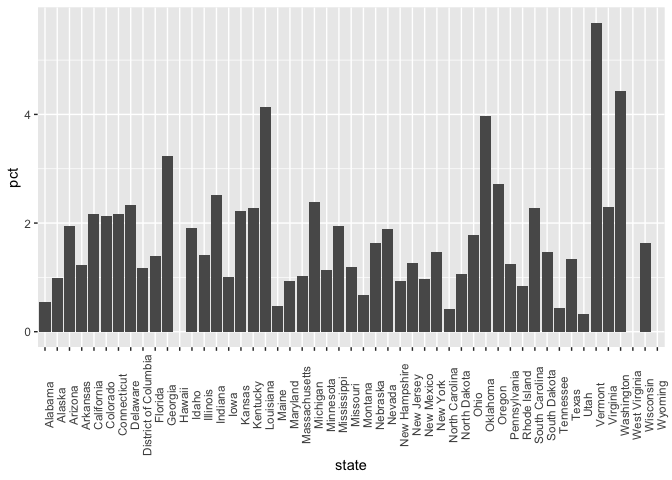 pct
4
2
0
Alabama
Alaska
Arizona
Arkansas
California
Colorado
Connecticut
Delaware
District of Columbia
Florida
Georgia
Hawaii
Idaho
Illinois
Indiana
Iowa
Kansas
Kentucky
Louisiana
Maine
Maryland
Massachusetts
Michigan
Minnesota
Mississippi
Missouri
Montana
Nebraska
Nevada
New Hampshire
New Jersey
New Mexico
New York
North Carolina
North Dakota
Ohio
Oklahoma
Oregon
Pennsylvania
Rhode Island
South Carolina
South Dakota
Tennessee
Texas
Utah
Vermont
Virginia
Washington
West Virginia
Wisconsin
Wyoming
state